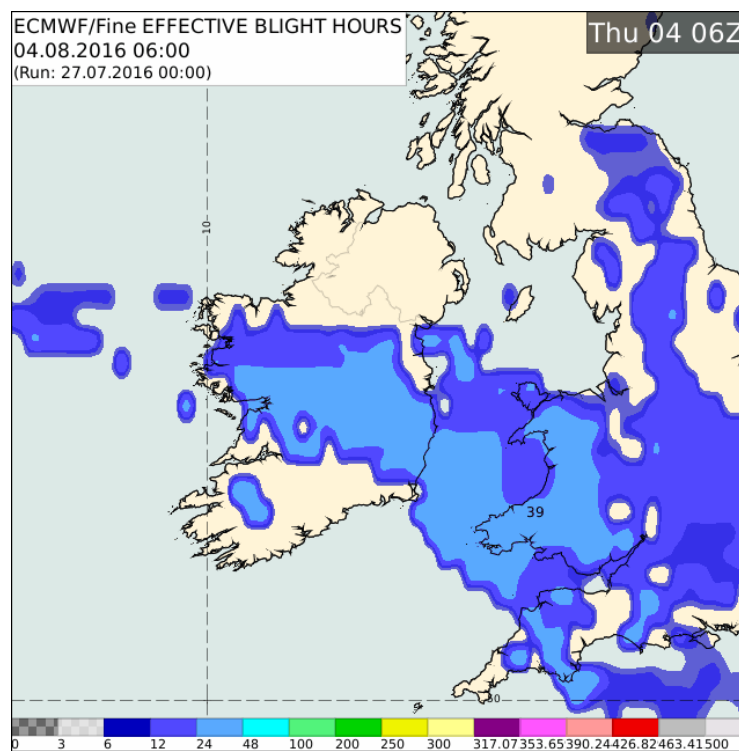 ECMWF/Fine EFFECTIVE BLIGHT HOURS
04.08.2016 06:00
(Run: 27.07.2016 00:00)
Thu 04 06Z
10
39
50
0 3 6 12 24 48 100 200 250 300 317.07 353.65 390.24 426.82 463.41 500